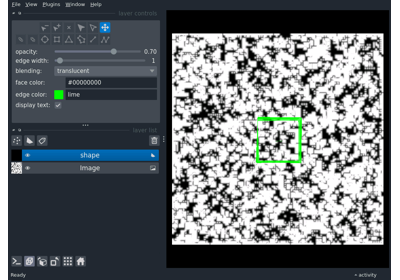 File View Plugins Window Help
layer controls
opacity: 0.70
edge width: 1
blending: translucent
face color: #00000000
edge color: lime
display text:
layer list
shape
Image
Ready
activity